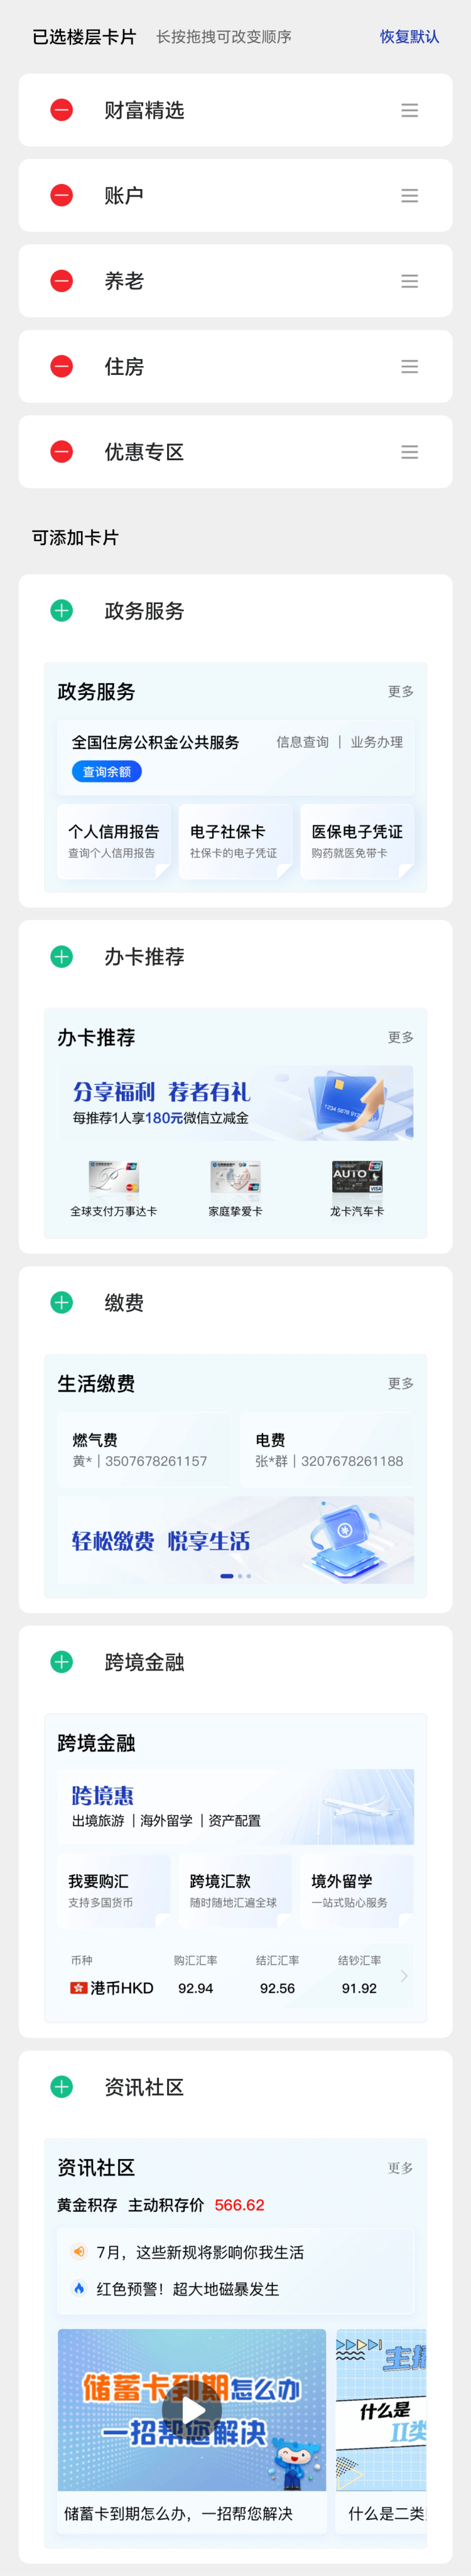 已选楼层卡片 长按拖拽可改变顺序 恢复默认
财富精选
账户
养老
住房
优惠专区
可添加卡片
政务服务
政务服务 更多
全国住房公积金公共服务 信息查询 | 业务办理
查询余额
个人信用报告 电子社保卡 医保电子凭证
查询个人信用报告 社保卡的电子凭证 购药就医免带卡
办卡推荐
办卡推荐 更多
分享福利 荐者有礼
每推荐1人享180元微信立减金
AUTO
VISA
全球支付万事达卡 家庭挚爱卡 龙卡汽车卡
缴费
生活缴费 更多
燃气费 电费
黄* | 3507678261157 张*群 | 3207678261188
轻松缴费 悦享生活
跨境金融
跨境金融
跨境惠
出境旅游 | 海外留学 | 资产配置
我要购汇 跨境汇款 境外留学
支持多国货币 随时随地汇遍全球 一站式贴心服务
币种 购汇汇率 结汇汇率 结钞汇率
港币HKD 92.94 92.56 91.92
资讯社区
资讯社区 更多
黄金积存 主动积存价 566.62
7月，这些新规将影响你我生活
红色预警！超大地磁暴发生
储蓄卡到期怎么办
一招帮您解决
主播
什么是
II类
储蓄卡到期怎么办，一招帮您解决 什么是二类